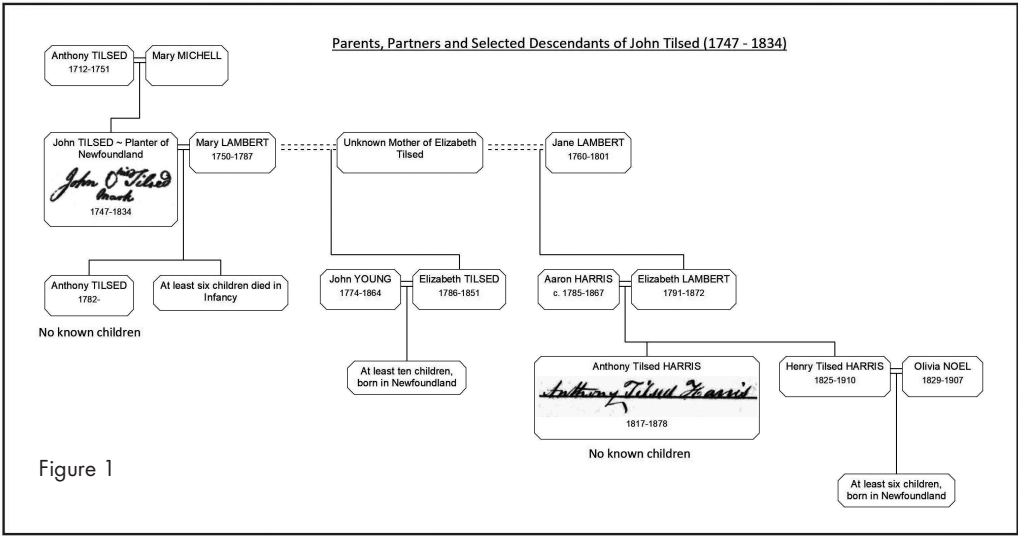 Parents, Partners and Selected Descendants of John Tilsed (1747 - 1834)
Anthony TILSED
1712-1751
Mary MICHELL
John TILSED ~ Planter of
Newfoundland
John his Tilsed
mark
1747-1834
Mary LAMBERT
1750-1787
Unknown Mother of Elizabeth
Tilsed
Jane LAMBERT
1760-1801
Anthony TILSED
1782-
At least six children died in
Infancy
No known children
John YOUNG
1774-1864
Elizabeth TILSED
1786-1851
Aaron HARRIS
c. 1785-1867
Elizabeth LAMBERT
1791-1872
At least ten children,
born in Newfoundland
Anthony Tilsed HARRIS
Anthony Tilsed Harris
1817-1878
No known children
Henry Tilsed HARRIS
1825-1910
Olivia NOEL
1829-1907
At least six children,
born in Newfoundland
Figure 1